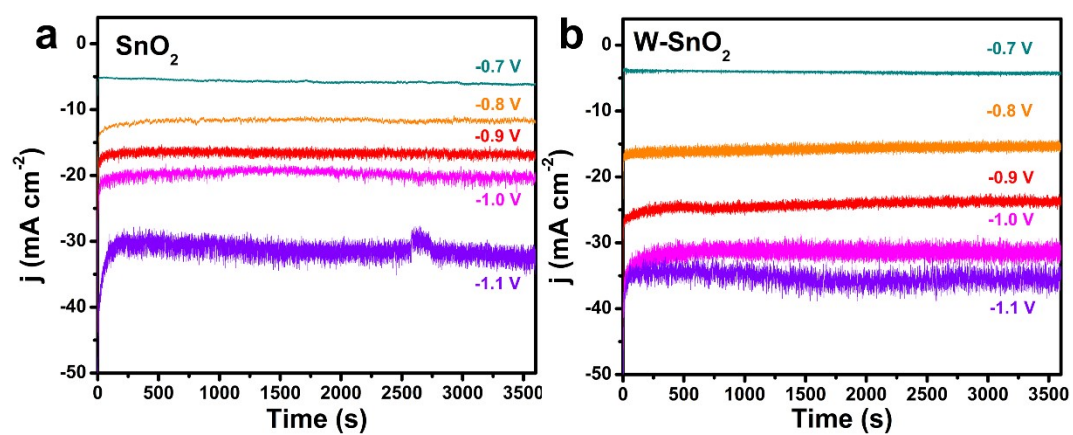 a
SnO₂
0
-10
-20
-30
-40
-50
j (mA cm⁻²)
-0.7 V
-0.8 V
-0.9 V
-1.0 V
-1.1 V
0 500 1000 1500 2000 2500 3000 3500
Time (s)
b
W-SnO₂
0
-10
-20
-30
-40
-50
j (mA cm⁻²)
-0.7 V
-0.8 V
-0.9 V
-1.0 V
-1.1 V
0 500 1000 1500 2000 2500 3000 3500
Time (s)